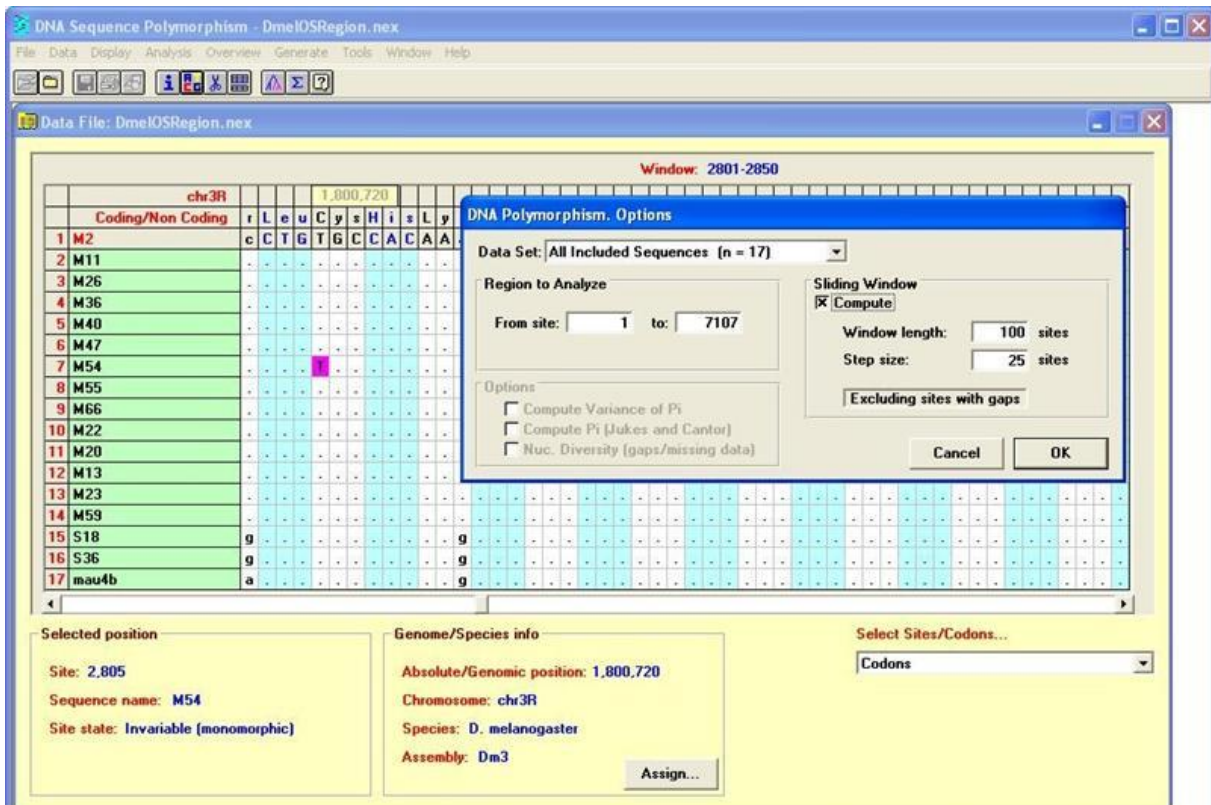 DNA Sequence Polymorphism - DmelOSRegion.nex
File Data Display Analysis Overview Generate Tools Window Help
Data File: DmelOSRegion.nex
Window: 2801-2850
chr3R 1,800,720
Coding/Non Coding r L e u C y s H i s L y
1 M2 c C T G T G C C A C A A
2 M11 . . . . . . . . . . . .
3 M26 . . . . . . . . . . . .
4 M36 . . . . . . . . . . . .
5 M40 . . . . . . . . . . . .
6 M47 . . . . . . . . . . . .
7 M54 . . . . T . . . . . . .
8 M55 . . . . . . . . . . . .
9 M66 . . . . . . . . . . . .
10 M22 . . . . . . . . . . . .
11 M20 . . . . . . . . . . . .
12 M13 . . . . . . . . . . . .
13 M23
14 M59
15 S18 g . . . . . . . . . . . g
16 S36 g . . . . . . . . . . . g
17 mau4b a . . . . . . . . . . . g
DNA Polymorphism. Options
Data Set: All Included Sequences (n = 17)
Region to Analyze
From site: 1 to: 7107
Options
Compute Variance of Pi
Compute Pi (Jukes and Cantor)
Nuc. Diversity (gaps/missing data)
Sliding Window
Compute
Window length: 100 sites
Step size: 25 sites
Excluding sites with gaps
Cancel OK
Selected position
Site: 2,805
Sequence name: M54
Site state: Invariable (monomorphic)
Genome/Species info
Absolute/Genomic position: 1,800,720
Chromosome: chr3R
Species: D. melanogaster
Assembly: Dm3
Assign...
Select Sites/Codons...
Codons